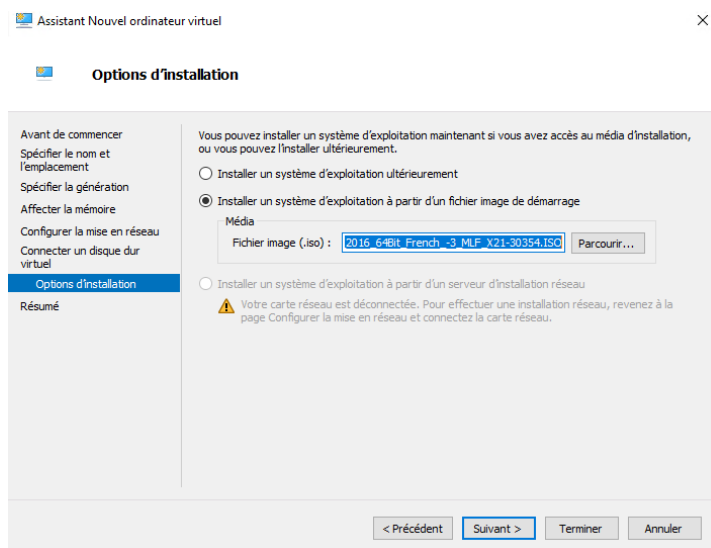 Assistant Nouvel ordinateur virtuel
Options d'installation
Avant de commencer
Spécifier le nom et
l'emplacement
Spécifier la génération
Affecter la mémoire
Configurer la mise en réseau
Connecter un disque dur
virtuel
Options d'installation
Résumé
Vous pouvez installer un système d'exploitation maintenant si vous avez accès au média d'installation,
ou vous pouvez l'installer ultérieurement.
Installer un système d'exploitation ultérieurement
Installer un système d'exploitation à partir d'un fichier image de démarrage
Média
Fichier image (.iso) : 2016_64Bit_French_-3_MLF_X21-30354.ISO Parcourir...
Installer un système d'exploitation à partir d'un serveur d'installation réseau
Votre carte réseau est déconnectée. Pour effectuer une installation réseau, revenez à la
page Configurer la mise en réseau et connectez la carte réseau.
< Précédent Suivant > Terminer Annuler